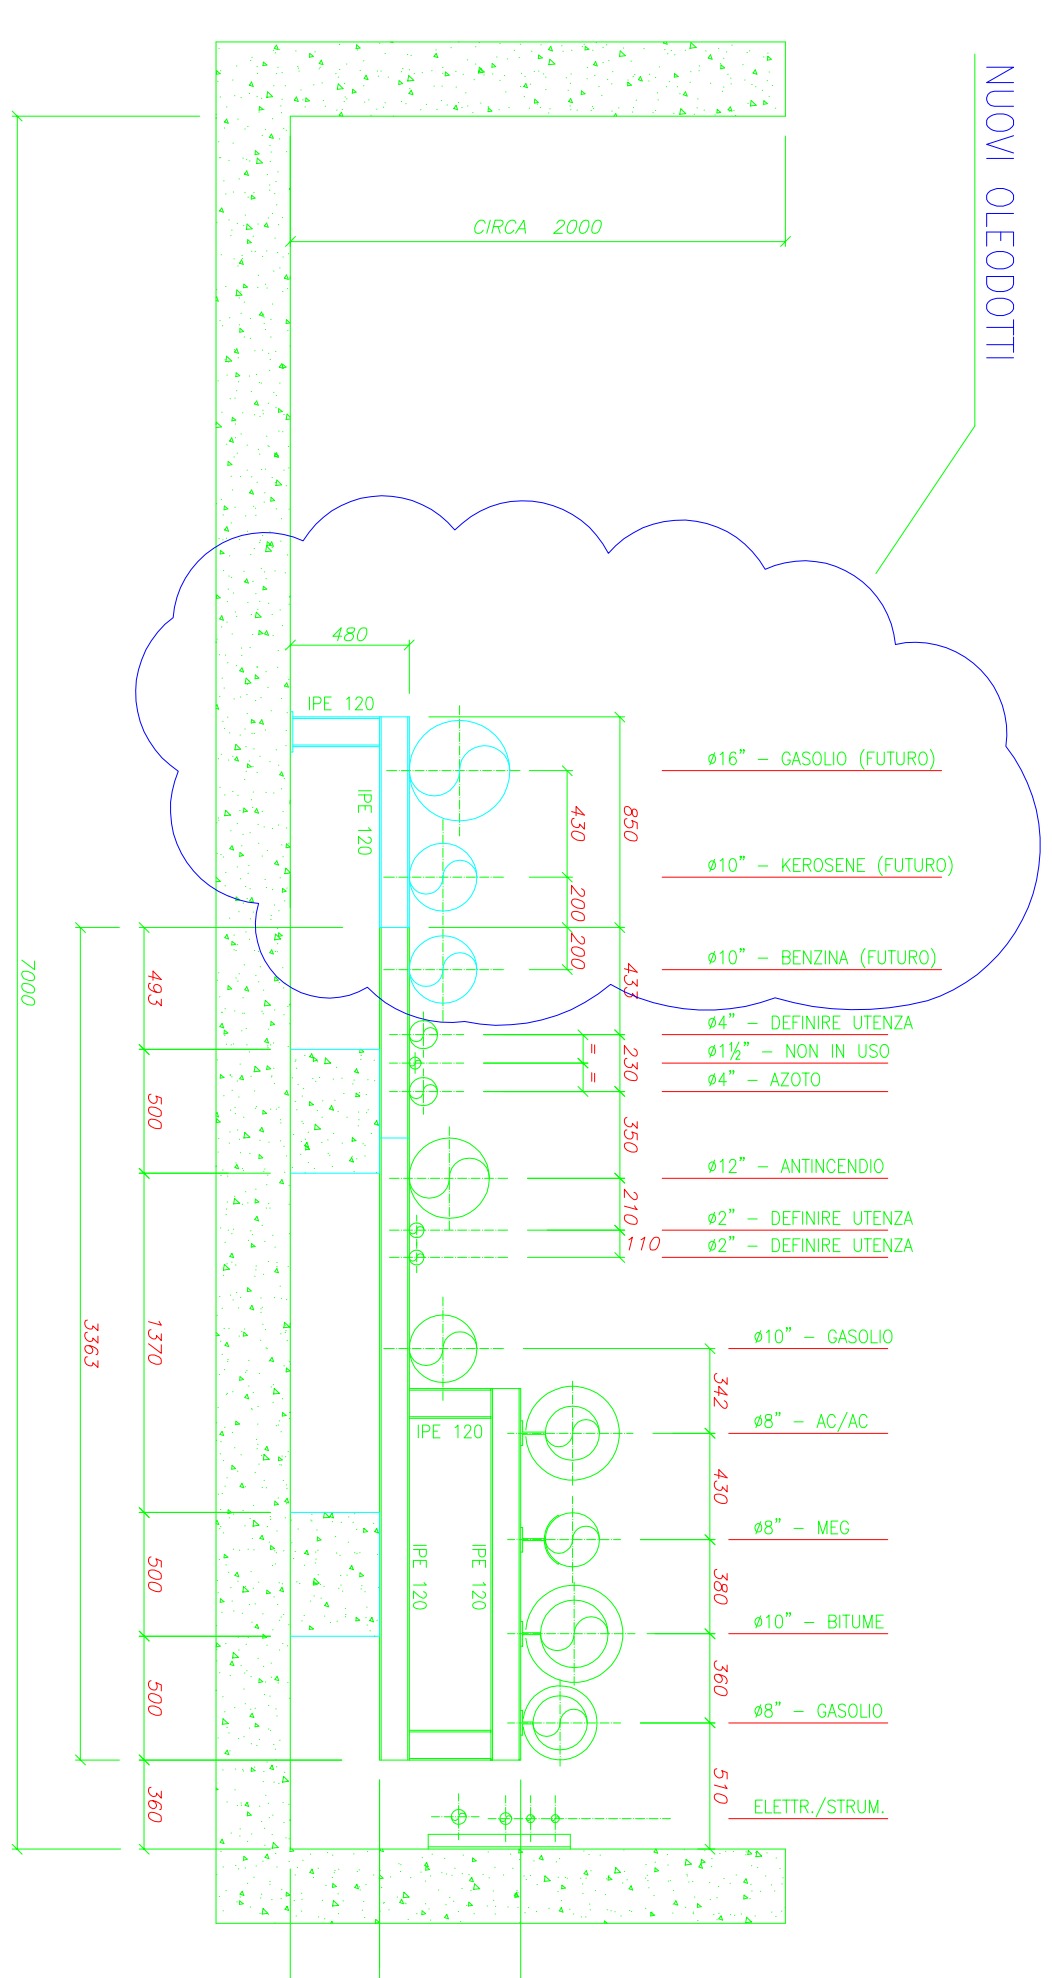 NUOVI OLEODOTTI
CIRCA 2000
480
IPE 120
IPE 120
ø16" - GASOLIO (FUTURO)
850
430
ø10" - KEROSENE (FUTURO)
200
200
ø10" - BENZINA (FUTURO)
433
7000
493
ø4" - DEFINIRE UTENZA
=
ø1½" - NON IN USO
230
=
ø4" - AZOTO
500
350
ø12" - ANTINCENDIO
210
ø2" - DEFINIRE UTENZA
110
ø2" - DEFINIRE UTENZA
3363
1370
ø10" - GASOLIO
342
ø8" - AC/AC
IPE 120
430
ø8" - MEG
500
IPE 120
IPE 120
380
ø10" - BITUME
500
360
ø8" - GASOLIO
360
510
ELETTR./STRUM.